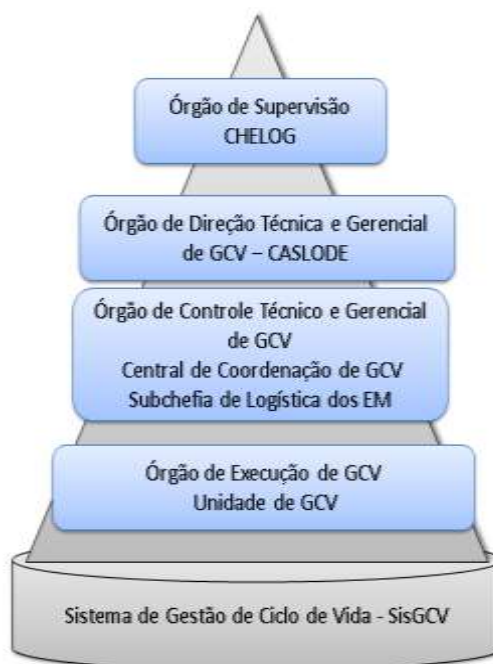 Órgão de Supervisão
CHELOG
Órgão de Direção Técnica e Gerencial
de GCV – CASLODE
Órgão de Controle Técnico e Gerencial
de GCV
Central de Coordenação de GCV
Subchefia de Logística dos EM
Órgão de Execução de GCV
Unidade de GCV
Sistema de Gestão de Ciclo de Vida - SisGCV